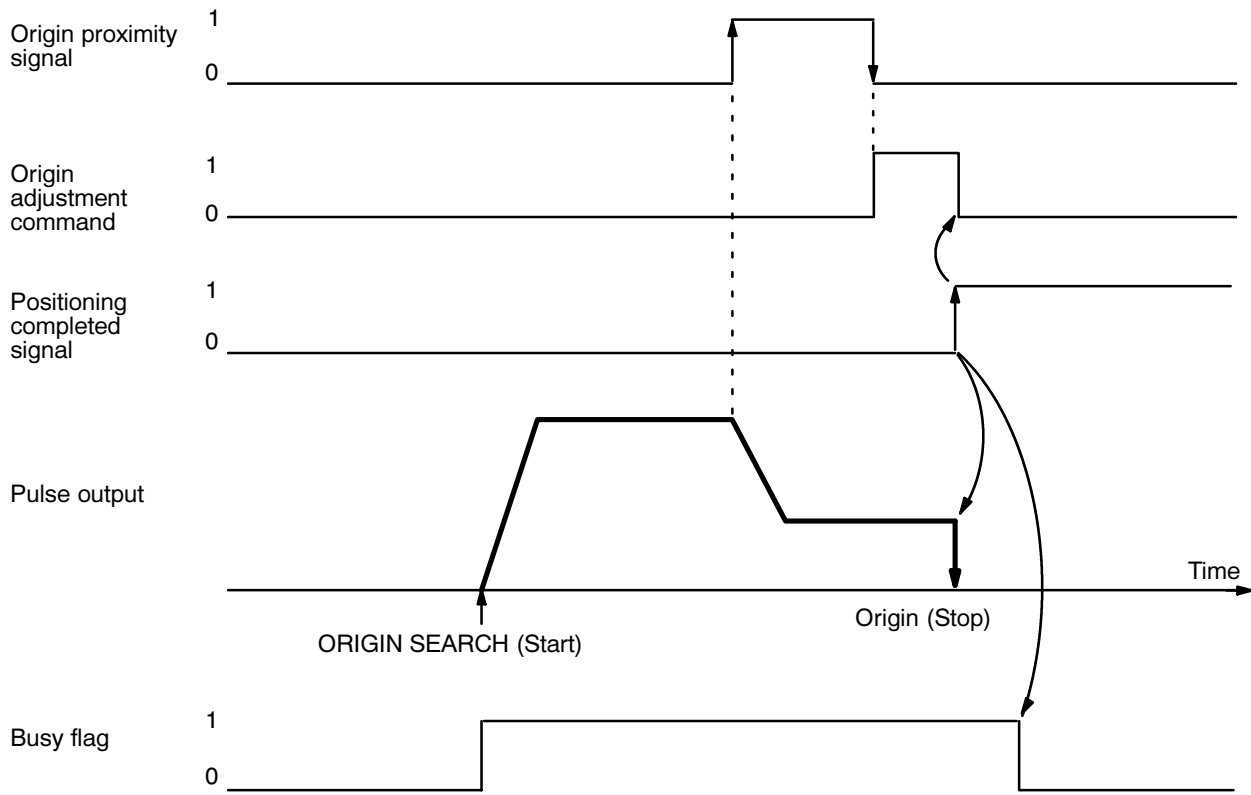 Origin proximity
signal
1
0
Origin
adjustment
command
1
0
Positioning
completed
signal
1
0
Pulse output
Time
ORIGIN SEARCH (Start)
Origin (Stop)
Busy flag
1
0